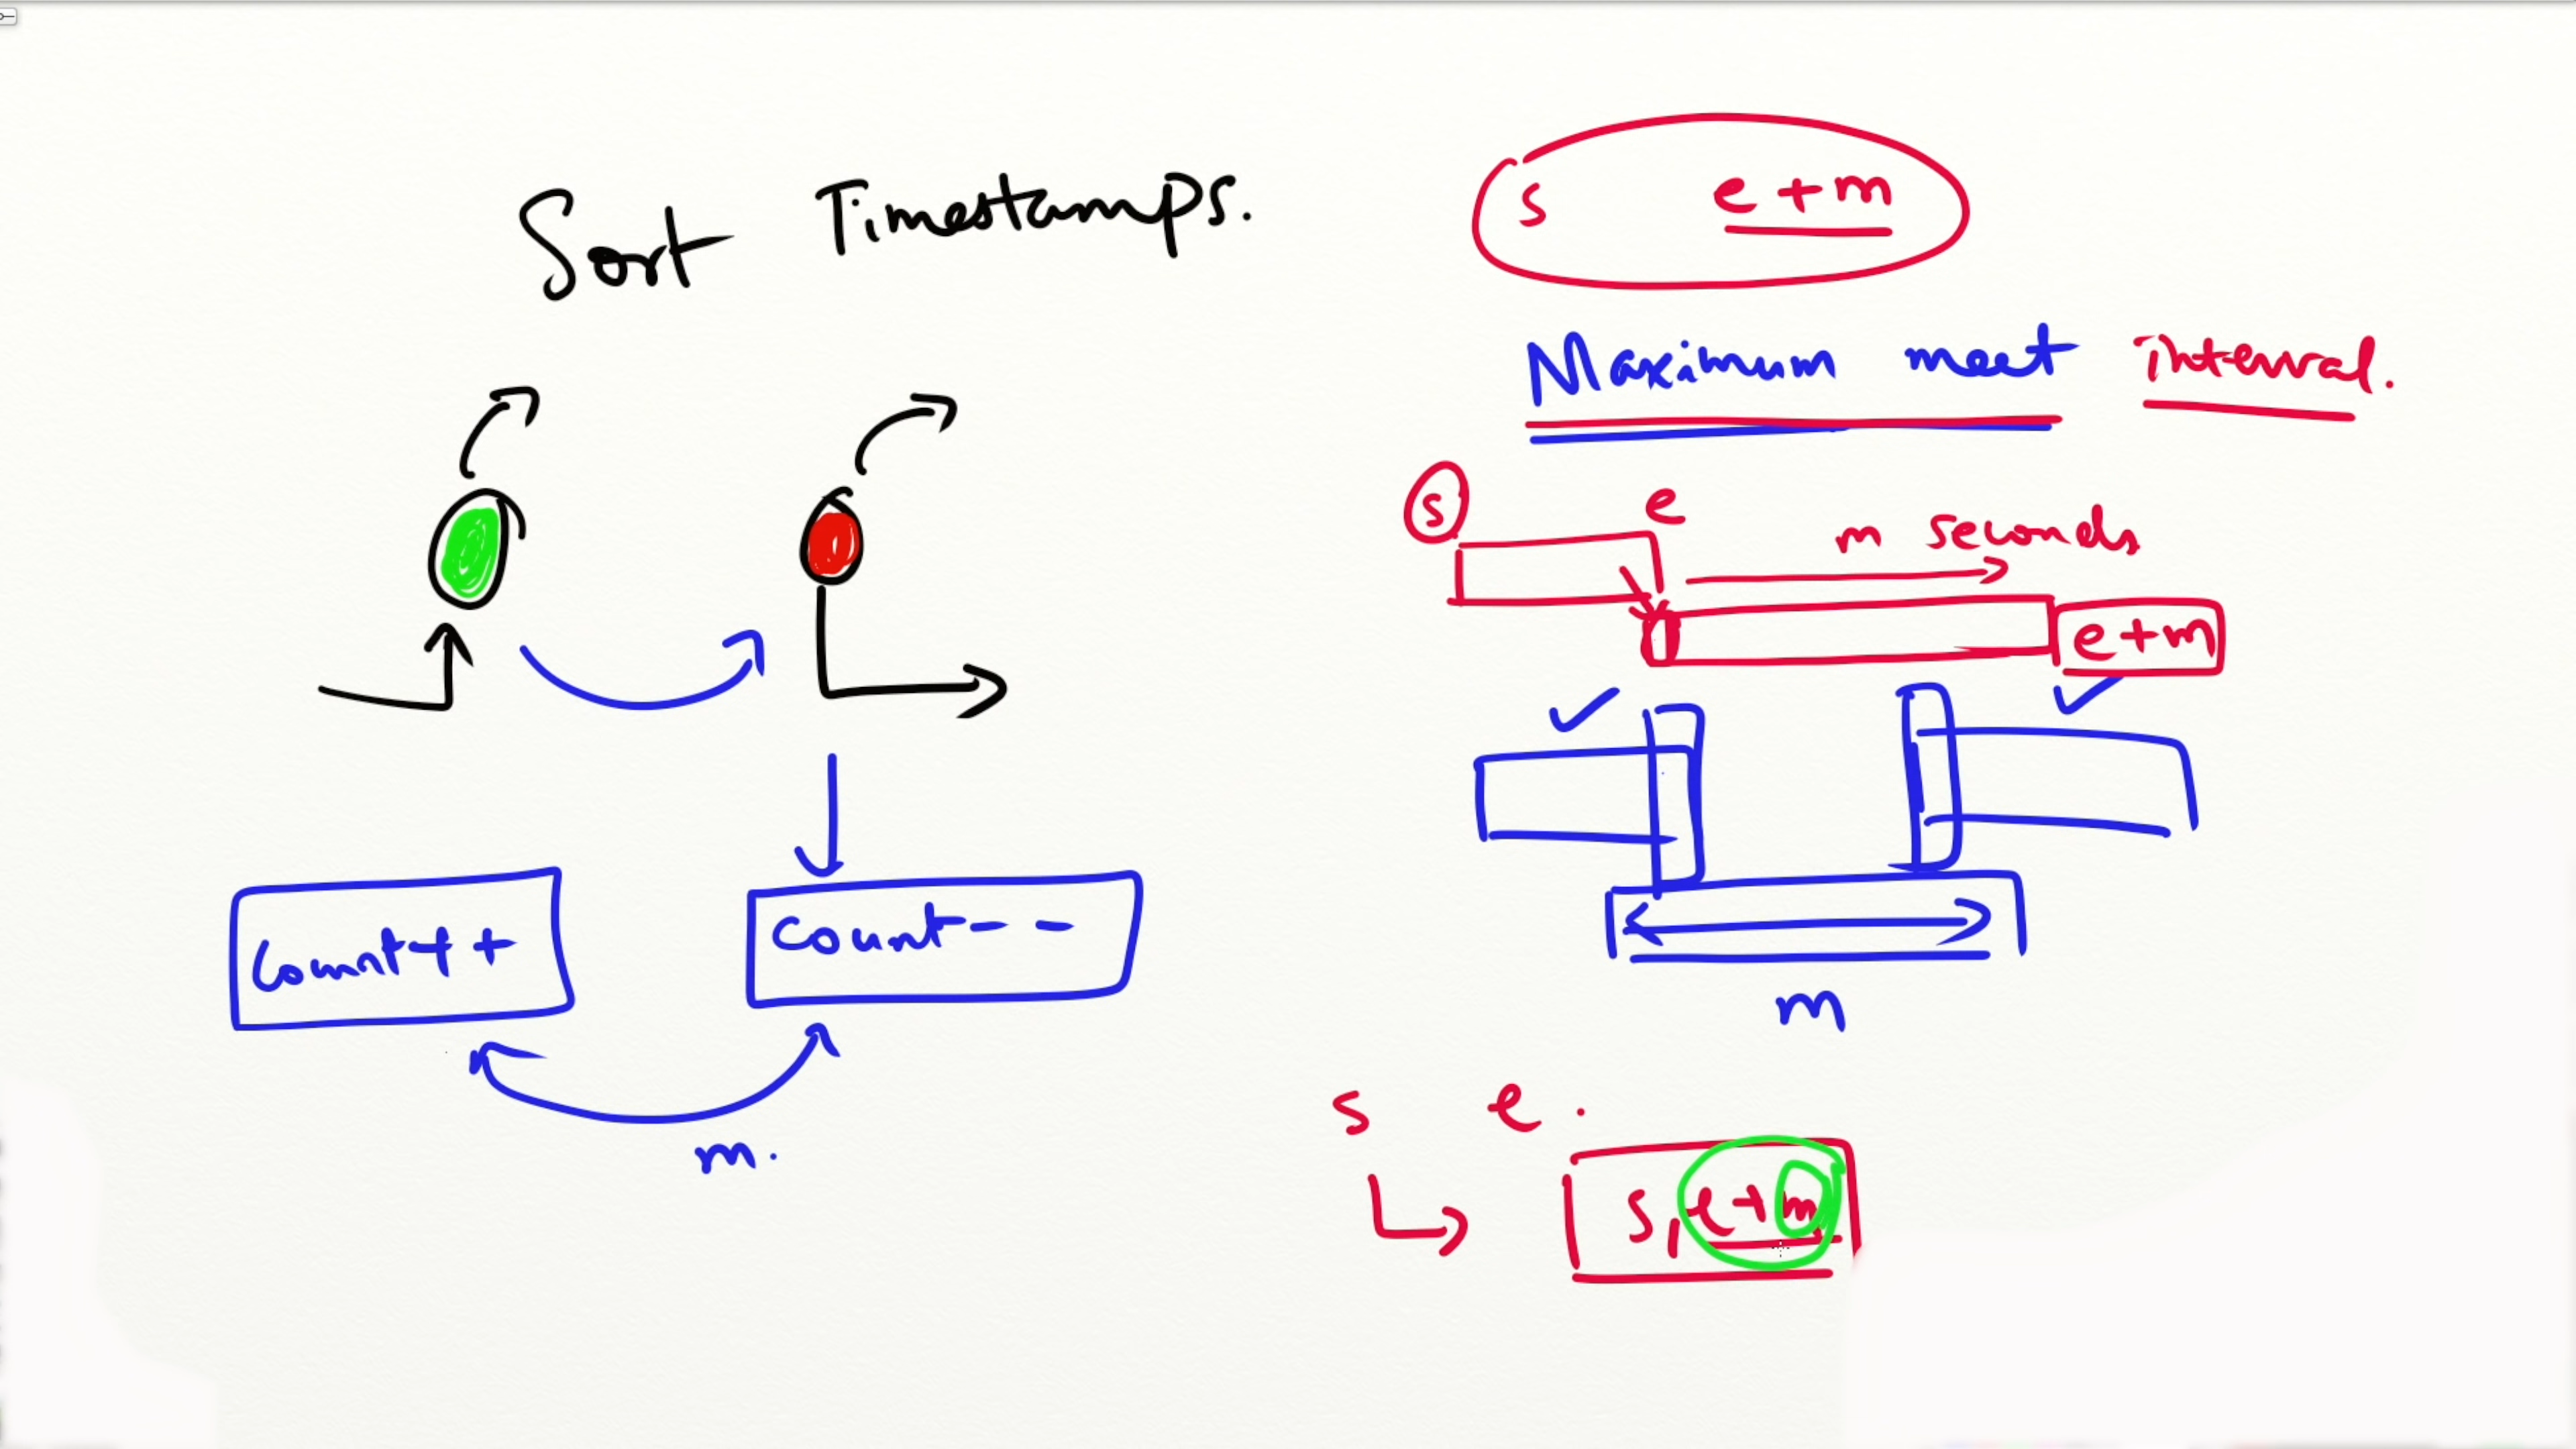 Sort Timestamps.
s e+m
Maximum meet interval.
s e
m seconds
e+m
Count++
Count--
m
m.
s e.
s, e+m